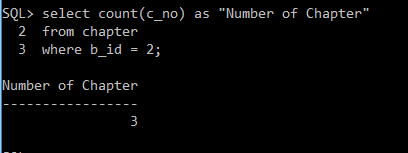 SQL> select count(c_no) as "Number of Chapter"
  2  from chapter
  3  where b_id = 2;
Number of Chapter
-----------------
                3